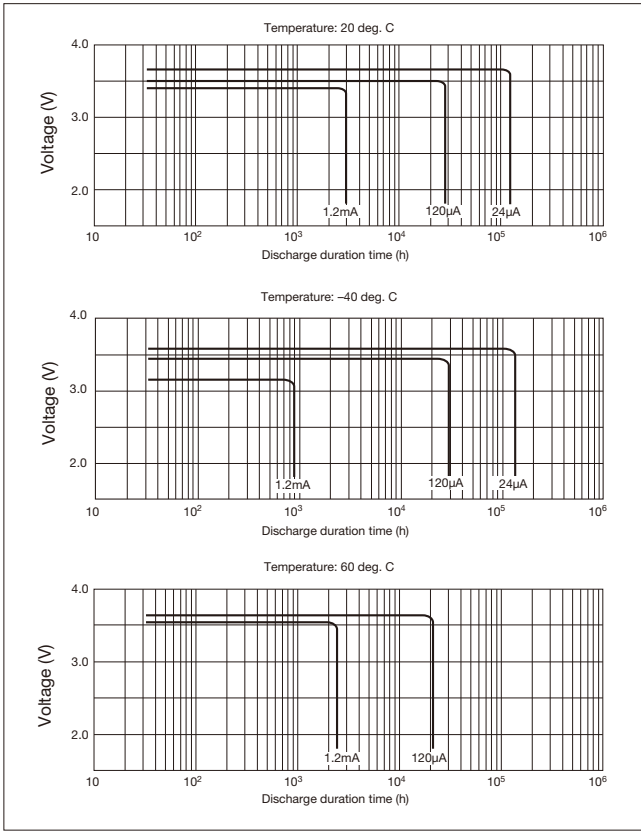 Temperature: 20 deg. C
4.0
3.0
2.0
Voltage (V)
1.2mA 120μA 24μA
10 10² 10³ 10⁴ 10⁵ 10⁶
Discharge duration time (h)
Temperature: –40 deg. C
4.0
3.0
2.0
Voltage (V)
1.2mA 120μA 24μA
10 10² 10³ 10⁴ 10⁵ 10⁶
Discharge duration time (h)
Temperature: 60 deg. C
4.0
3.0
2.0
Voltage (V)
1.2mA 120μA
10 10² 10³ 10⁴ 10⁵ 10⁶
Discharge duration time (h)